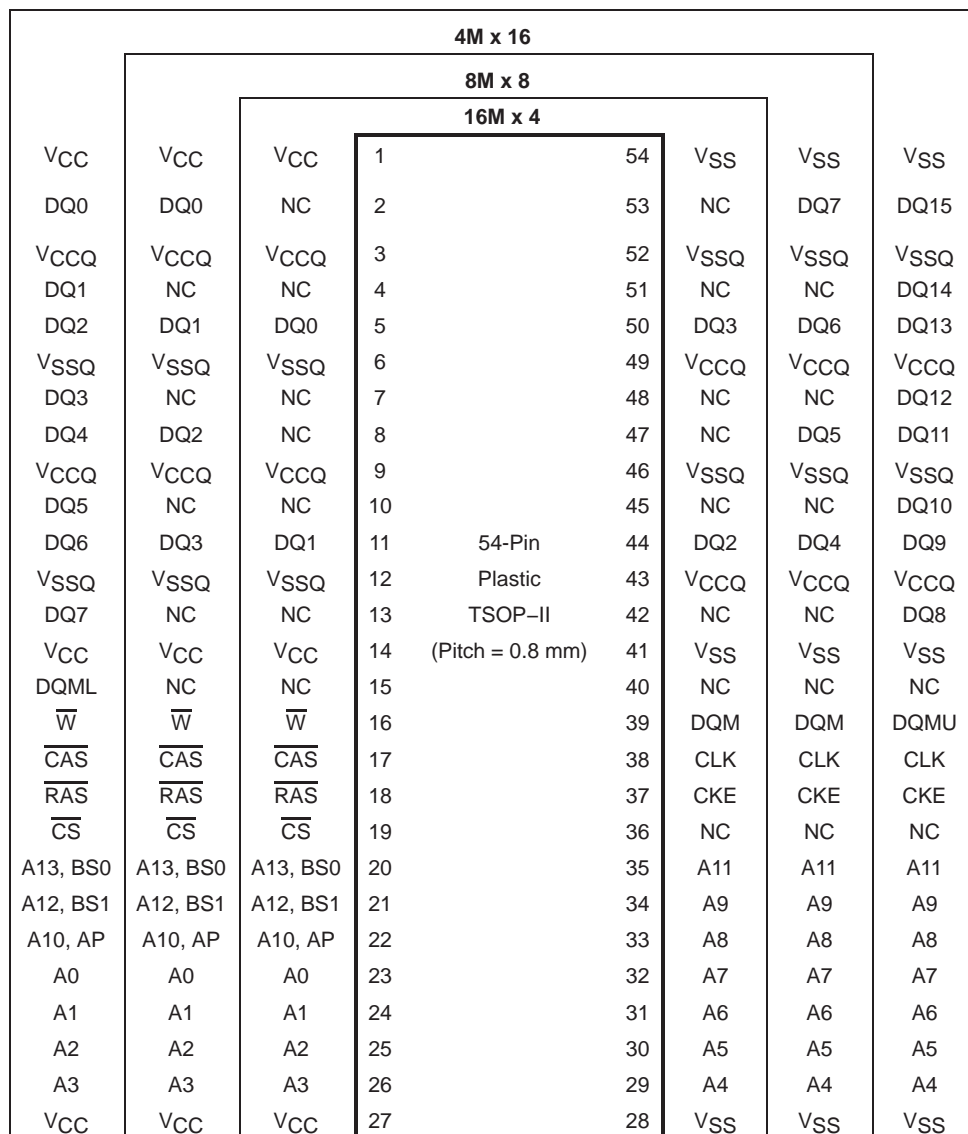 4M x 16
8M x 8
16M x 4
VCC VCC VCC 1 54 VSS VSS VSS
DQ0 DQ0 NC 2 53 NC DQ7 DQ15
VCCQ VCCQ VCCQ 3 52 VSSQ VSSQ VSSQ
DQ1 NC NC 4 51 NC NC DQ14
DQ2 DQ1 DQ0 5 50 DQ3 DQ6 DQ13
VSSQ VSSQ VSSQ 6 49 VCCQ VCCQ VCCQ
DQ3 NC NC 7 48 NC NC DQ12
DQ4 DQ2 NC 8 47 NC DQ5 DQ11
VCCQ VCCQ VCCQ 9 46 VSSQ VSSQ VSSQ
DQ5 NC NC 10 45 NC NC DQ10
DQ6 DQ3 DQ1 11 54-Pin 44 DQ2 DQ4 DQ9
VSSQ VSSQ VSSQ 12 Plastic 43 VCCQ VCCQ VCCQ
DQ7 NC NC 13 TSOP–II 42 NC NC DQ8
VCC VCC VCC 14 (Pitch = 0.8 mm) 41 VSS VSS VSS
DQML NC NC 15 40 NC NC NC
W̅ W̅ W̅ 16 39 DQM DQM DQMU
C̅A̅S̅ C̅A̅S̅ C̅A̅S̅ 17 38 CLK CLK CLK
R̅A̅S̅ R̅A̅S̅ R̅A̅S̅ 18 37 CKE CKE CKE
C̅S̅ C̅S̅ C̅S̅ 19 36 NC NC NC
A13, BS0 A13, BS0 A13, BS0 20 35 A11 A11 A11
A12, BS1 A12, BS1 A12, BS1 21 34 A9 A9 A9
A10, AP A10, AP A10, AP 22 33 A8 A8 A8
A0 A0 A0 23 32 A7 A7 A7
A1 A1 A1 24 31 A6 A6 A6
A2 A2 A2 25 30 A5 A5 A5
A3 A3 A3 26 29 A4 A4 A4
VCC VCC VCC 27 28 VSS VSS VSS